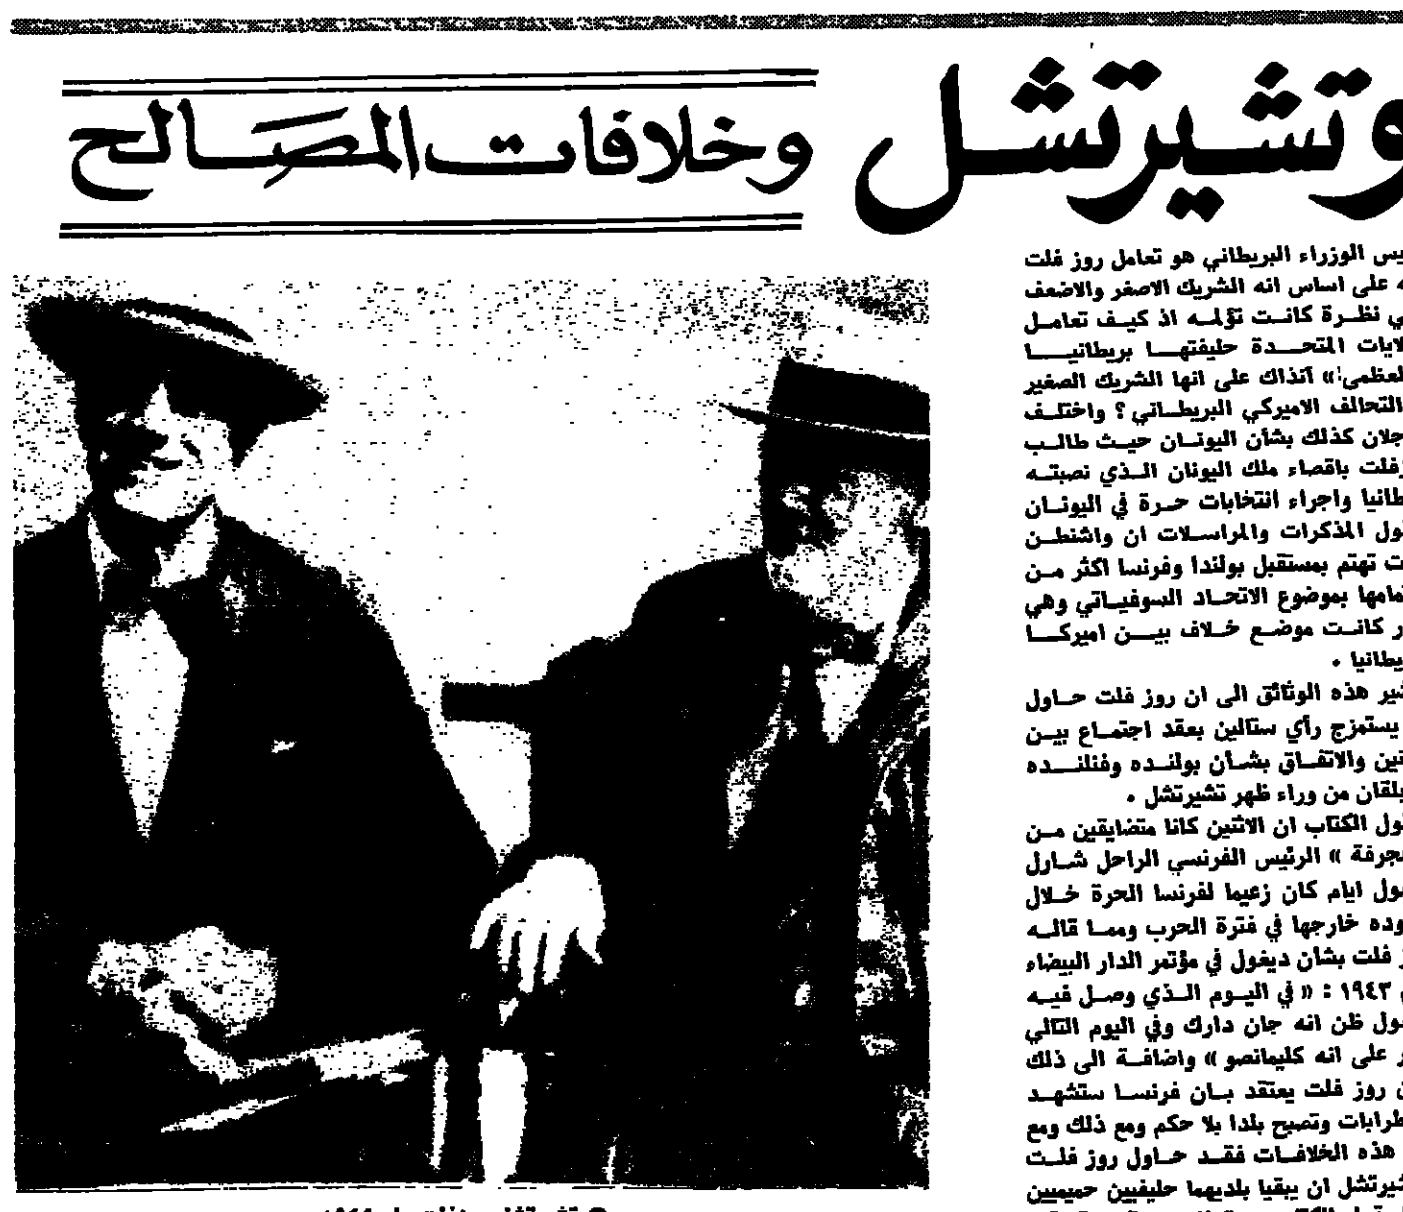 وتشيرتشل
وخلافات المصالح
يس الوزراء البريطاني هو تعامل روز فلت
ه على اساس انه الشريك الاصغر والاضعف
ي نظرة كانت تؤلمه اذ كيف تعامل
لايات المتحدة حليفتها بريطانيا
لعظمى» آنذاك على انها الشريك الصغير
التحالف الاميركي البريطاني ؟ واختلف
جلان كذلك بشأن اليونان حيث طالب
زفلت باقصاء ملك اليونان الذي نصبته
طانيا واجراء انتخابات حرة في اليونان
ول المذكرات والمراسلات ان واشنطن
ت تهتم بمستقبل بولندا وفرنسا اكثر من
مامها بموضوع الاتحاد السوفياتي وهي
ر كانت موضع خلاف بين اميركا
يطانيا .
ير هذه الوثائق الى ان روز فلت حاول
يستمزج رأي ستالين بعقد اجتماع بين
نين والاتفاق بشأن بولنده وفنلنده
بلقان من وراء ظهر تشيرتشل .
ول الكتاب ان الاثنين كانا متضايقين من
جرفة » الرئيس الفرنسي الراحل شارل
ول ايام كان زعيما لفرنسا الحرة خلال
وده خارجها في فترة الحرب ومما قاله
ز فلت بشأن ديغول في مؤتمر الدار البيضاء
١٩٤٣ : « في اليوم الذي وصل فيه
ول ظن انه جان دارك وفي اليوم التالي
ر على انه كليمانصو » واضافة الى ذلك
ن روز فلت يعتقد بان فرنسا ستشهد
طرابات وتصبح بلدا بلا حكم ومع ذلك ومع
هذه الخلافات فقد حاول روز فلت
شيرتشل ان يبقيا بلديهما حليفين حميميين